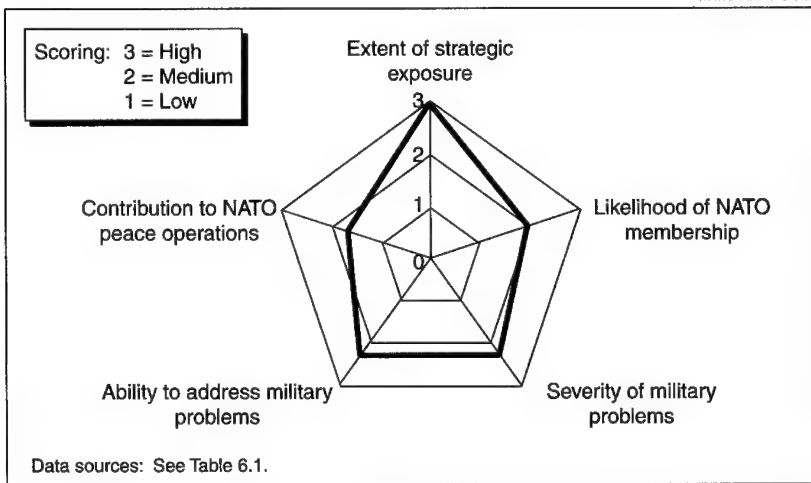 Scoring: 3 = High
2 = Medium
1 = Low
Extent of strategic
exposure
3
2
1
0
Contribution to NATO
peace operations
Likelihood of NATO
membership
Ability to address military
problems
Severity of military
problems
Data sources: See Table 6.1.